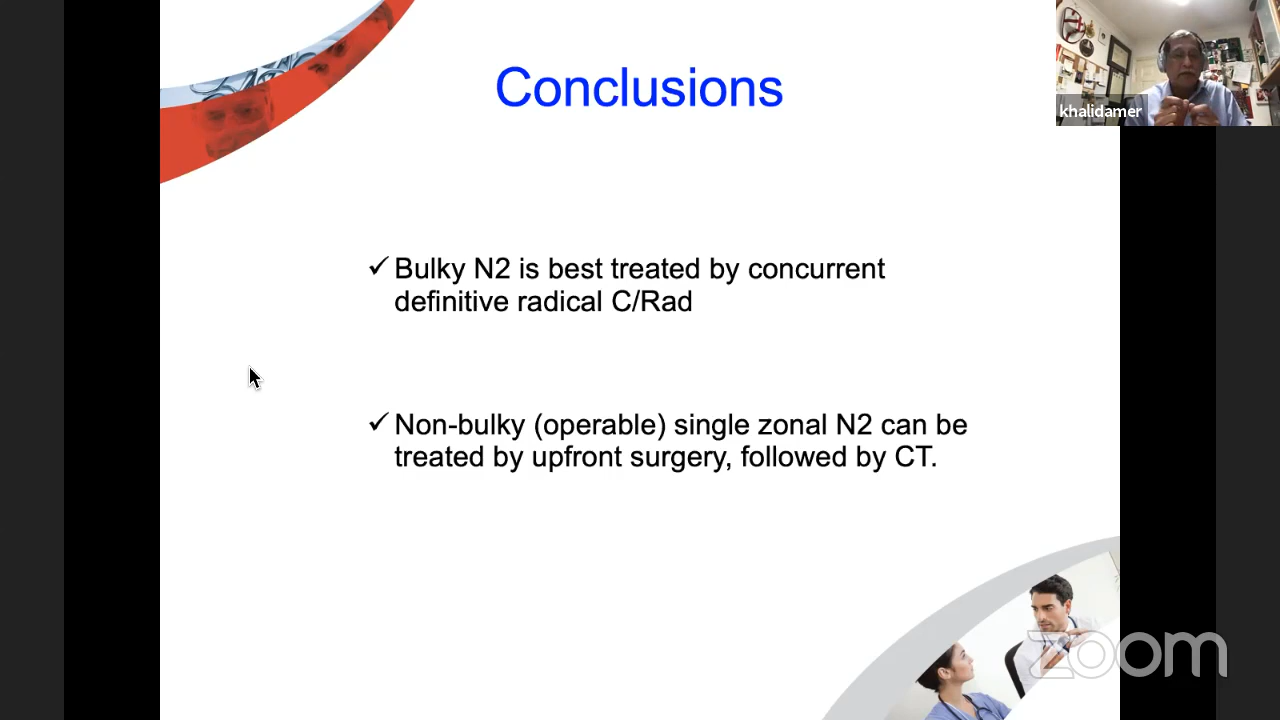 Conclusions
khalidamer
✓ Bulky N2 is best treated by concurrent
definitive radical C/Rad
✓ Non-bulky (operable) single zonal N2 can be
treated by upfront surgery, followed by CT.
zoom